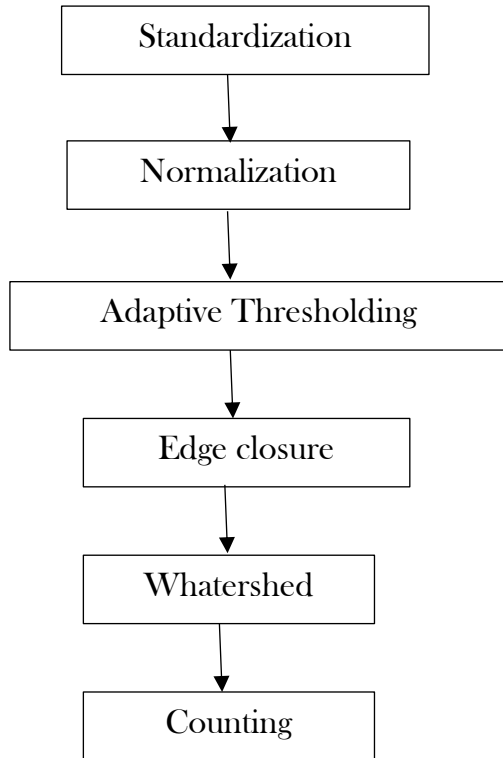 Standardization
Normalization
Adaptive Thresholding
Edge closure
Whatershed
Counting